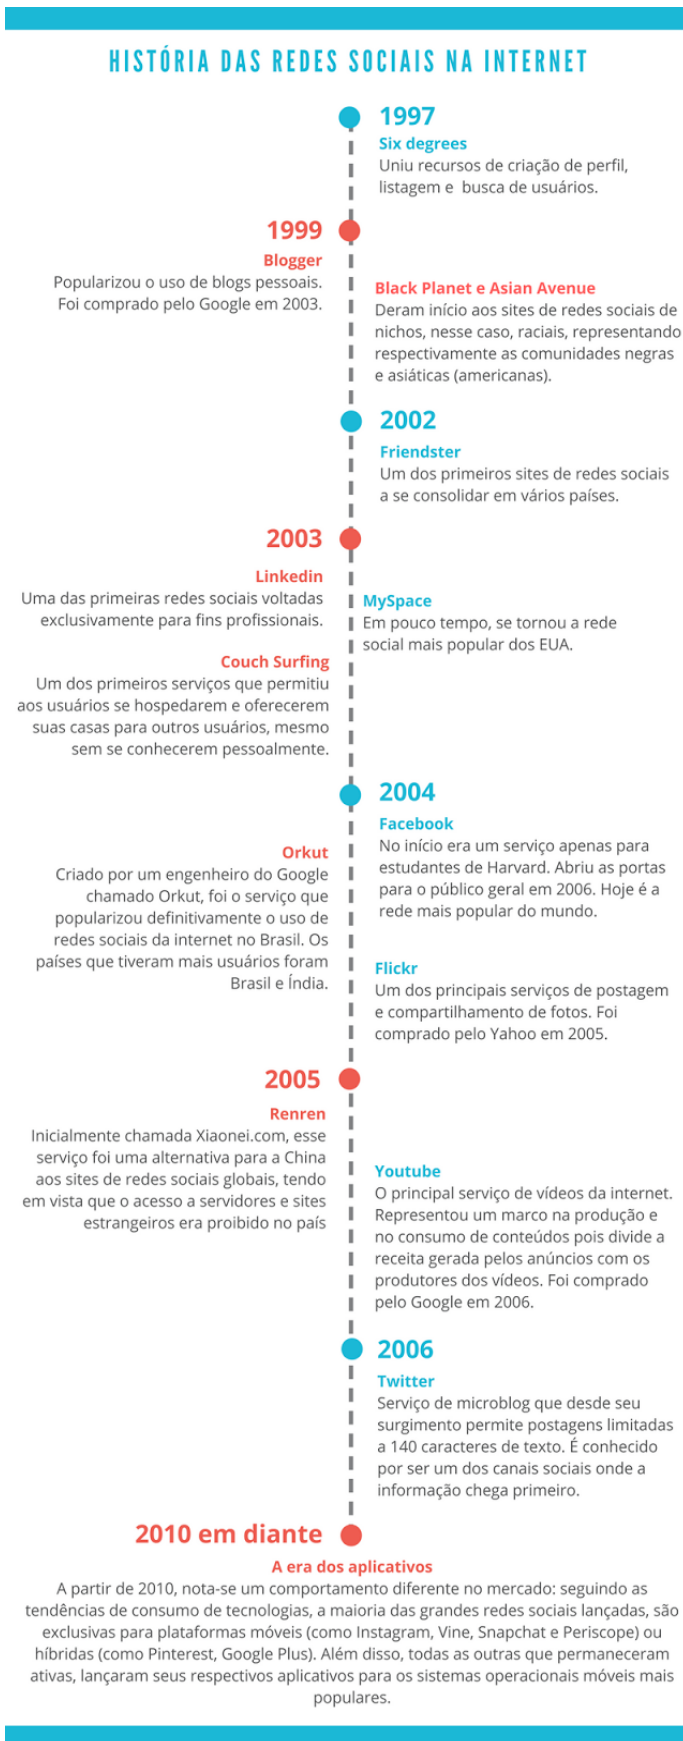 HISTÓRIA DAS REDES SOCIAIS NA INTERNET
1997
Six degrees
Uniu recursos de criação de perfil,
listagem e busca de usuários.
1999
Blogger
Popularizou o uso de blogs pessoais.
Foi comprado pelo Google em 2003.
Black Planet e Asian Avenue
Deram início aos sites de redes sociais de
nichos, nesse caso, raciais, representando
respectivamente as comunidades negras
e asiáticas (americanas).
2002
Friendster
Um dos primeiros sites de redes sociais
a se consolidar em vários países.
2003
Linkedin
Uma das primeiras redes sociais voltadas
exclusivamente para fins profissionais.
MySpace
Em pouco tempo, se tornou a rede
social mais popular dos EUA.
Couch Surfing
Um dos primeiros serviços que permitiu
aos usuários se hospedarem e oferecerem
suas casas para outros usuários, mesmo
sem se conhecerem pessoalmente.
2004
Facebook
No início era um serviço apenas para
estudantes de Harvard. Abriu as portas
para o público geral em 2006. Hoje é a
rede mais popular do mundo.
Orkut
Criado por um engenheiro do Google
chamado Orkut, foi o serviço que
popularizou definitivamente o uso de
redes sociais da internet no Brasil. Os
países que tiveram mais usuários foram
Brasil e Índia.
Flickr
Um dos principais serviços de postagem
e compartilhamento de fotos. Foi
comprado pelo Yahoo em 2005.
2005
Renren
Inicialmente chamada Xiaonei.com, esse
serviço foi uma alternativa para a China
aos sites de redes sociais globais, tendo
em vista que o acesso a servidores e sites
estrangeiros era proibido no país
Youtube
O principal serviço de vídeos da internet.
Representou um marco na produção e
no consumo de conteúdos pois divide a
receita gerada pelos anúncios com os
produtores dos vídeos. Foi comprado
pelo Google em 2006.
2006
Twitter
Serviço de microblog que desde seu
surgimento permite postagens limitadas
a 140 caracteres de texto. É conhecido
por ser um dos canais sociais onde a
informação chega primeiro.
2010 em diante
A era dos aplicativos
A partir de 2010, nota-se um comportamento diferente no mercado: seguindo as
tendências de consumo de tecnologias, a maioria das grandes redes sociais lançadas, são
exclusivas para plataformas móveis (como Instagram, Vine, Snapchat e Periscope) ou
híbridas (como Pinterest, Google Plus). Além disso, todas as outras que permaneceram
ativas, lançaram seus respectivos aplicativos para os sistemas operacionais móveis mais
populares.